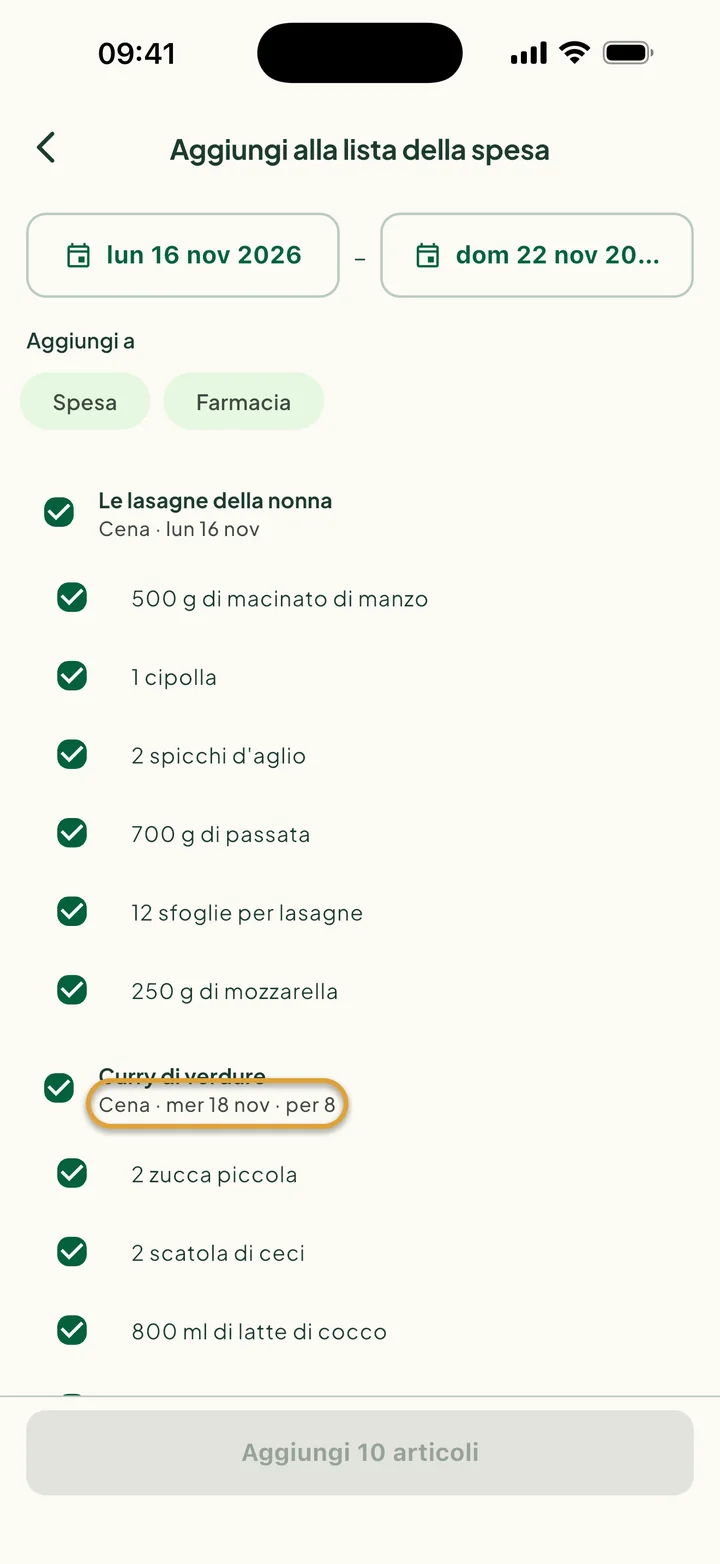 09:41
Aggiungi alla lista della spesa
lun 16 nov 2026 – dom 22 nov 20...
Aggiungi a
Spesa Farmacia
Le lasagne della nonna
Cena · lun 16 nov
500 g di macinato di manzo
1 cipolla
2 spicchi d'aglio
700 g di passata
12 sfoglie per lasagne
250 g di mozzarella
Curry di verdure
Cena · mer 18 nov · per 8
2 zucca piccola
2 scatola di ceci
800 ml di latte di cocco
Aggiungi 10 articoli